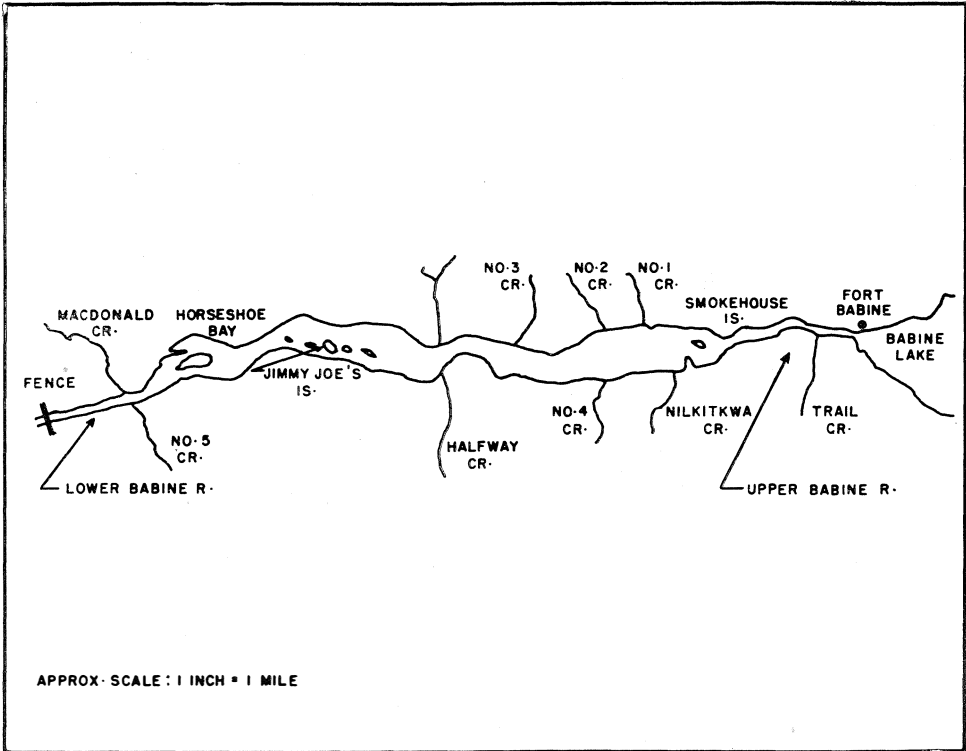 NO·3
CR·
NO·2
CR·
NO·1
CR·
SMOKEHOUSE
IS·
FORT
BABINE
MACDONALD
CR·
HORSESHOE
BAY
BABINE
LAKE
FENCE
JIMMY JOE'S
IS·
NO·5
CR·
HALFWAY
CR·
NO·4
CR·
NILKITKWA
CR·
TRAIL
CR·
LOWER BABINE R·
UPPER BABINE R·
APPROX· SCALE: 1 INCH = 1 MILE